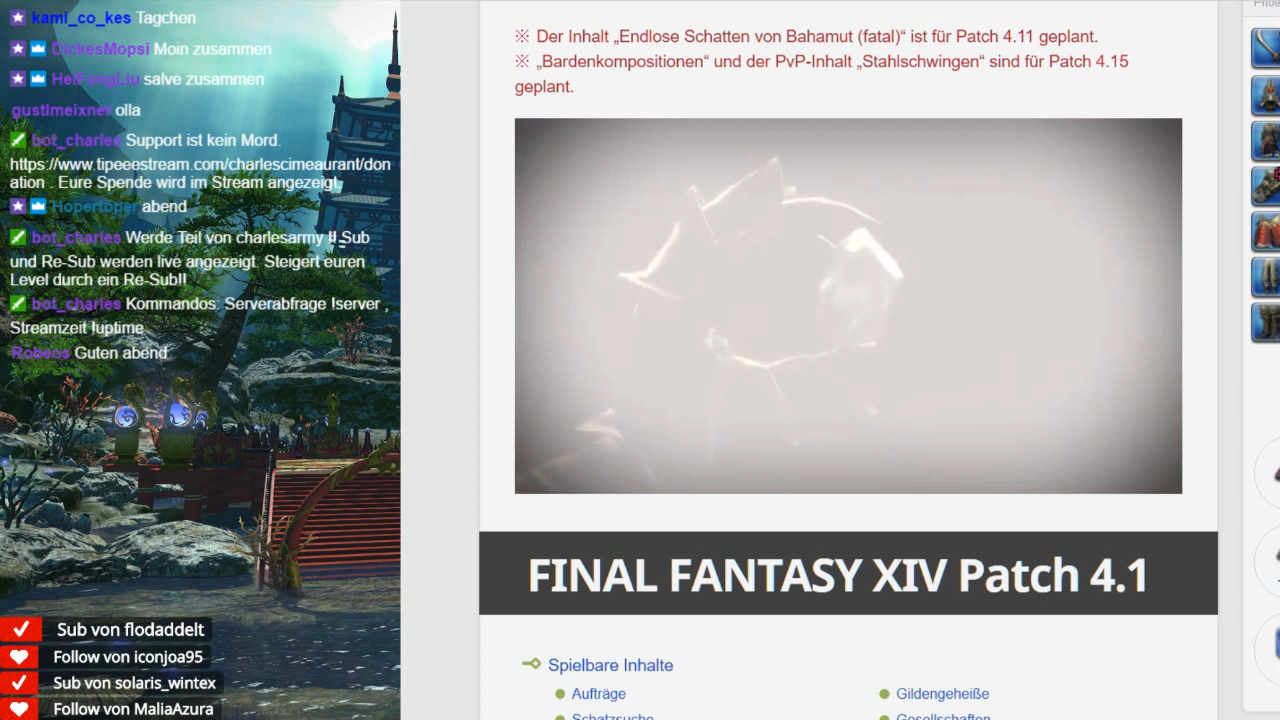 kami_co_kes Tagchen
DickesMopsi Moin zusammen
HeiFangLiu salve zusammen
gustlmeixner olla
bot_charles Support ist kein Mord.
https://www.tipeeestream.com/charlescimeaurant/don
ation . Eure Spende wird im Stream angezeigt.
Hopertoper abend
bot_charles Werde Teil von charlesarmy !! Sub
und Re-Sub werden live angezeigt. Steigert euren
Level durch ein Re-Sub!!
bot_charles Kommandos: Serverabfrage !server ,
Streamzeit !uptime
Robeos Guten abend
Sub von flodaddelt
Follow von iconjoa95
Sub von solaris_wintex
Follow von MaliaAzura
※ Der Inhalt „Endlose Schatten von Bahamut (fatal)“ ist für Patch 4.11 geplant.
※ „Bardenkompositionen“ und der PvP-Inhalt „Stahlschwingen“ sind für Patch 4.15
geplant.
FINAL FANTASY XIV Patch 4.1
Spielbare Inhalte
Aufträge
Gildengeheiße
Schatzsuche
Gesellschaften